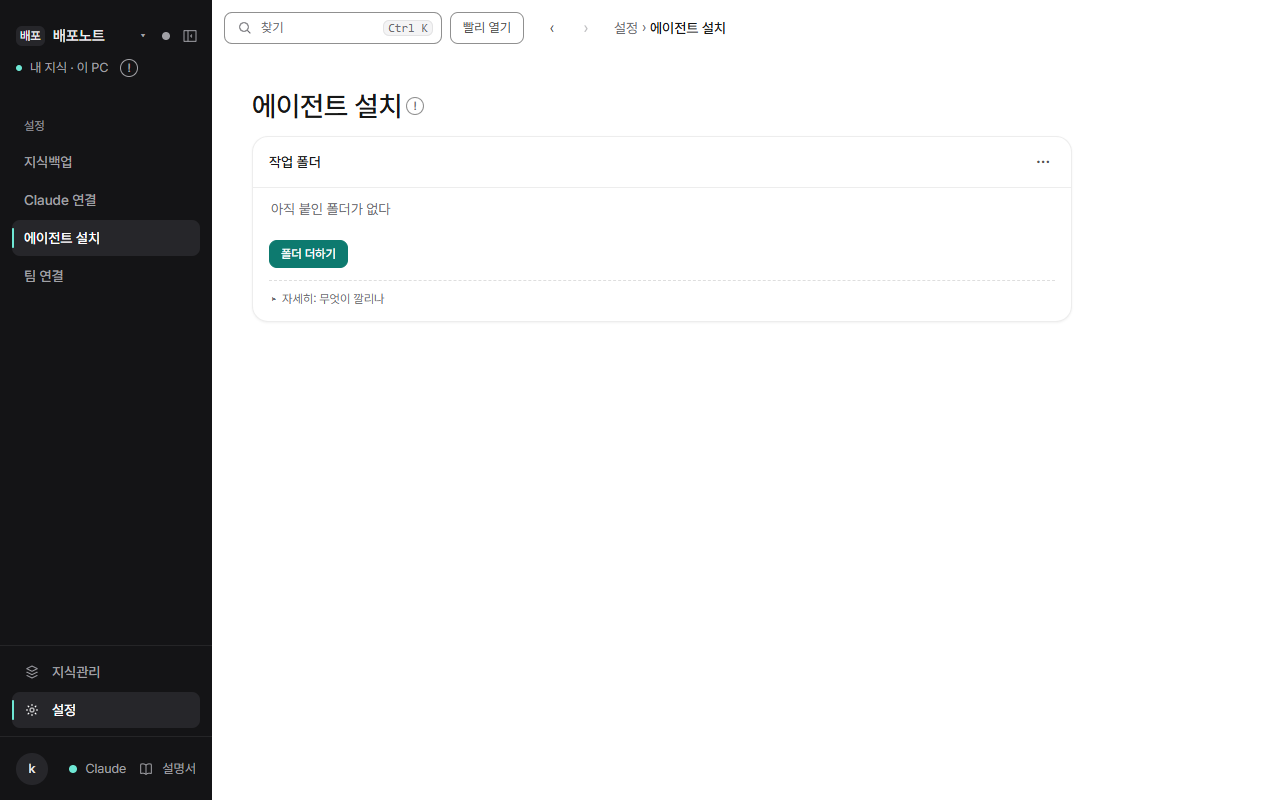 배포 배포노트
내 지식 · 이 PC
설정
지식백업
Claude 연결
에이전트 설치
팀 연결
지식관리
설정
k Claude 설명서
찾기 Ctrl K 빨리 열기 ‹ › 설정 › 에이전트 설치
에이전트 설치
작업 폴더 ···
아직 붙인 폴더가 없다
폴더 더하기
▸ 자세히: 무엇이 깔리나